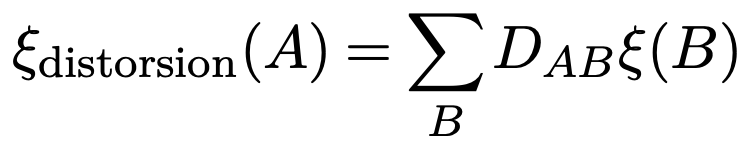 ξ_distorsion(A) = ∑_B D_AB ξ(B)